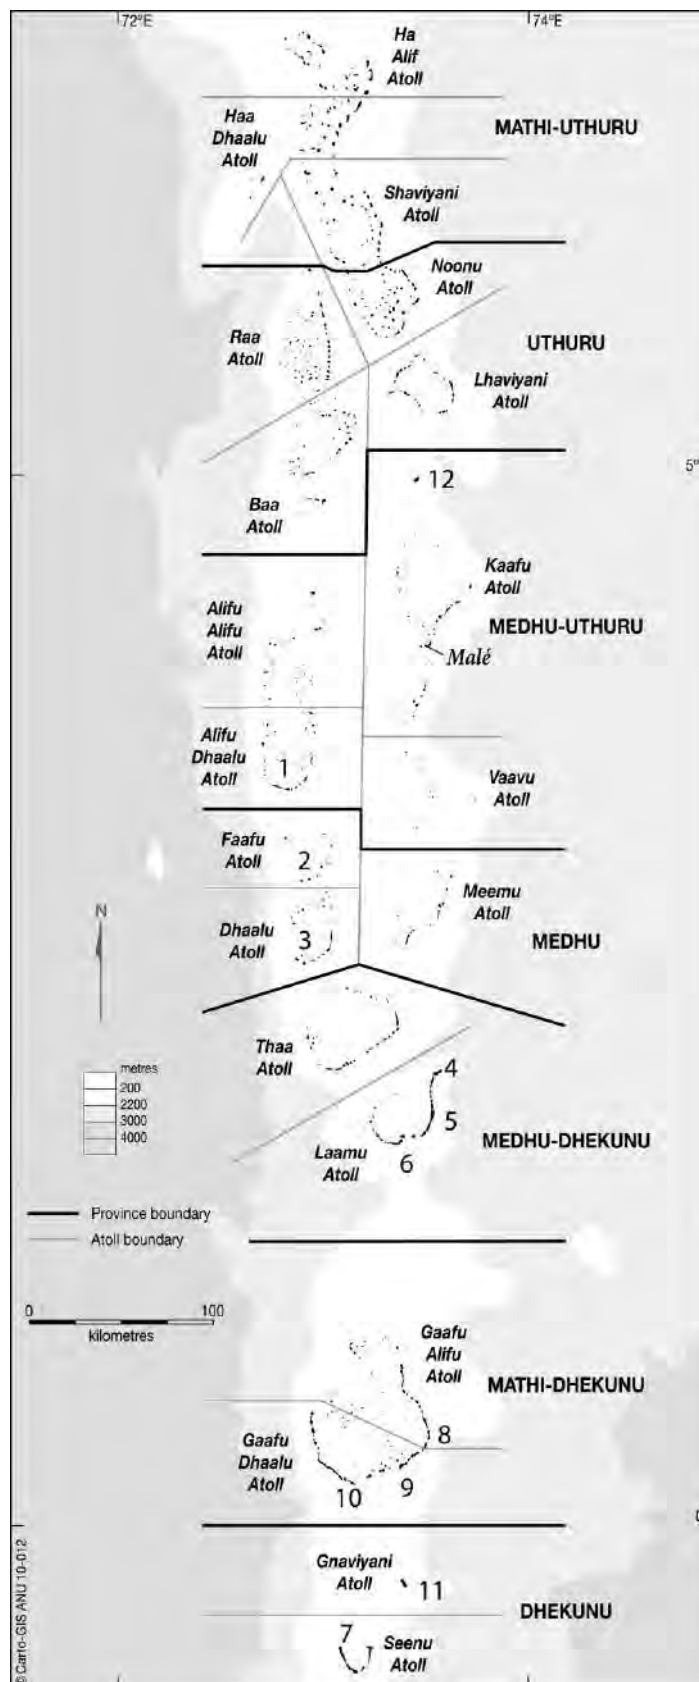 72°E
74°E
Ha
Alif
Atoll
Haa
Dhaalu
Atoll
MATHI-UTHURU
Shaviyani
Atoll
Noonu
Atoll
Raa
Atoll
UTHURU
Lhaviyani
Atoll
5°
12
Baa
Atoll
Kaafu
Atoll
Alifu
Alifu
Atoll
MEDHU-UTHURU
Malé
Alifu
Dhaalu
Atoll
1
Vaavu
Atoll
Faafu
Atoll
2
Meemu
Atoll
N
Dhaalu
Atoll
3
MEDHU
Thaa
Atoll
4
metres
200
2200
3000
4000
5
MEDHU-DHEKUNU
Laamu
Atoll
6
Province boundary
Atoll boundary
0 100
kilometres
Gaafu
Alifu
Atoll
MATHI-DHEKUNU
8
Gaafu
Dhaalu
Atoll
9
10
Gnaviyani
Atoll
11
DHEKUNU
7
Seenu
Atoll
© Carto-GIS ANU 10-012